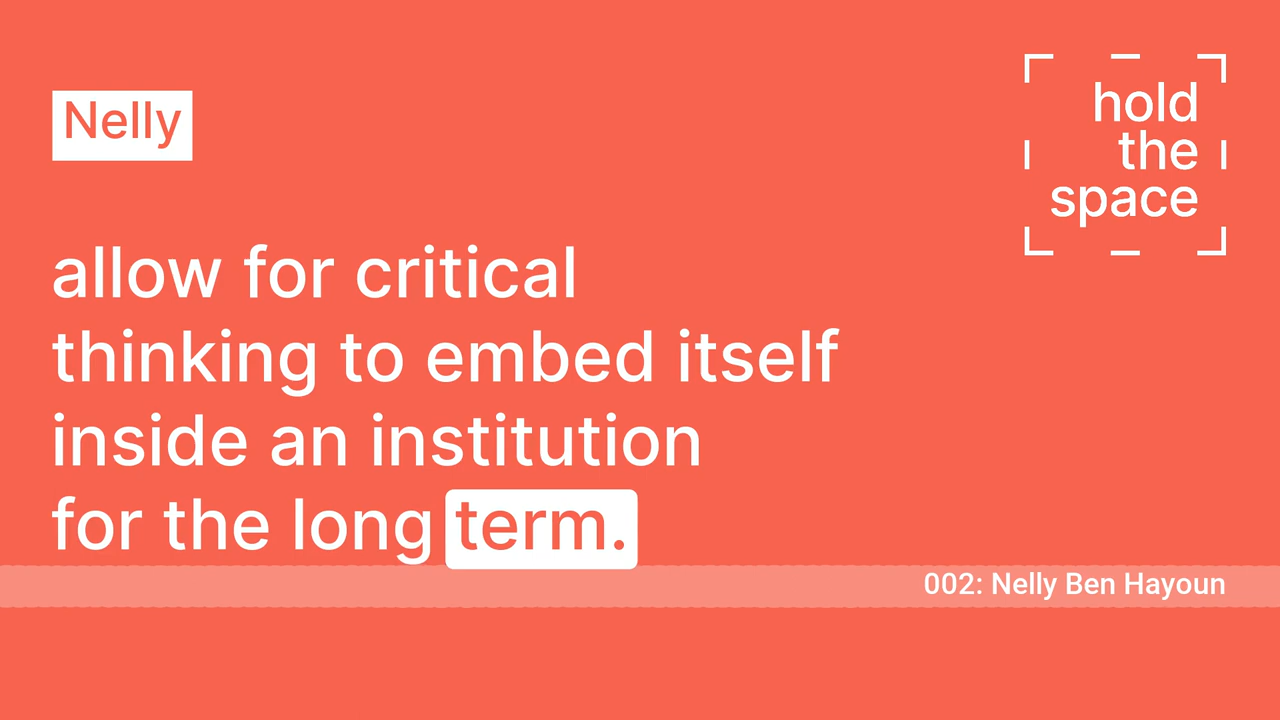 Nelly
hold
the
space
allow for critical
thinking to embed itself
inside an institution
for the long term.
002: Nelly Ben Hayoun